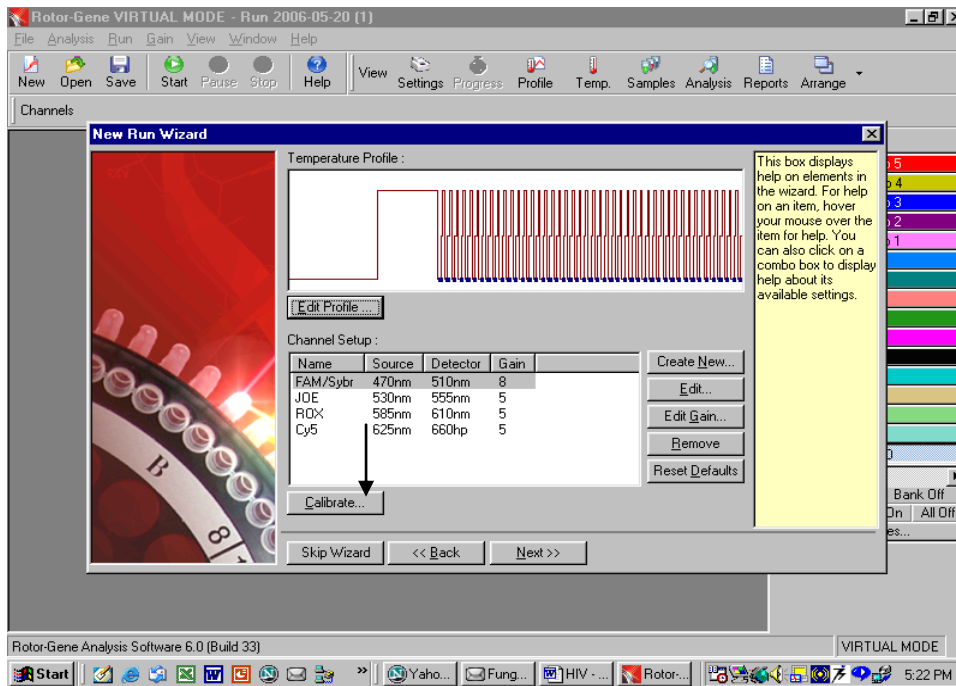 Rotor-Gene VIRTUAL MODE - Run 2006-05-20 (1)
File Analysis Run Gain View Window Help
New Open Save Start Pause Stop Help View Settings Progress Profile Temp. Samples Analysis Reports Arrange
Channels
New Run Wizard
Temperature Profile :
Edit Profile ...
Channel Setup :
Name Source Detector Gain
FAM/Sybr 470nm 510nm 8
JOE 530nm 555nm 5
ROX 585nm 610nm 5
Cy5 625nm 660hp 5
Create New...
Edit...
Edit Gain...
Remove
Reset Defaults
Calibrate...
Skip Wizard << Back Next >>
This box displays
help on elements in
the wizard. For help
on an item, hover
your mouse over the
item for help. You
can also click on a
combo box to display
help about its
available settings.
5
4
3
2
1
Bank Off
On All Off
es...
B
8
Rotor-Gene Analysis Software 6.0 (Build 33)
VIRTUAL MODE
Start » Yaho... Fung... HIV - ... Rotor-... 5:22 PM